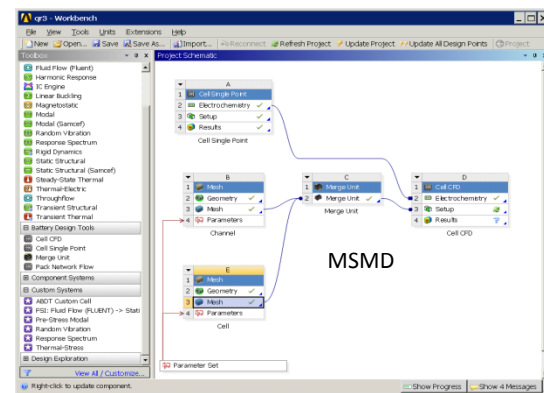 qr3 - Workbench
File View Tools Units Extensions Help
New Open... Save Save As... Import... Reconnect Refresh Project Update Project Update All Design Points Project
Toolbox
Project Schematic
Fluid Flow (Fluent)
Harmonic Response
IC Engine
Linear Buckling
Magnetostatic
Modal
Modal (Samcef)
Random Vibration
Response Spectrum
Rigid Dynamics
Static Structural
Static Structural (Samcef)
Steady-State Thermal
Thermal-Electric
Throughflow
Transient Structural
Transient Thermal
Battery Design Tools
Cell CFD
Cell Single Point
Merge Unit
Pack Network Flow
Component Systems
Custom Systems
ABDT Custom Cell
FSI: Fluid Flow (FLUENT) -> Stati
Pre-Stress Modal
Random Vibration
Response Spectrum
Thermal-Stress
Design Exploration
View All / Customize...
A
1 Cell Single Point
2 Electrochemistry
3 Setup
4 Results
Cell Single Point
B
1 Mesh
2 Geometry
3 Mesh
4 Parameters
Channel
C
1 Merge Unit
2 Merge Unit
Merge Unit
D
1 Cell CFD
2 Electrochemistry
3 Setup
4 Results
Cell CFD
MSMD
E
1 Mesh
2 Geometry
3 Mesh
4 Parameters
Cell
Parameter Set
Right-click to update component.
Show Progress
Show 4 Messages